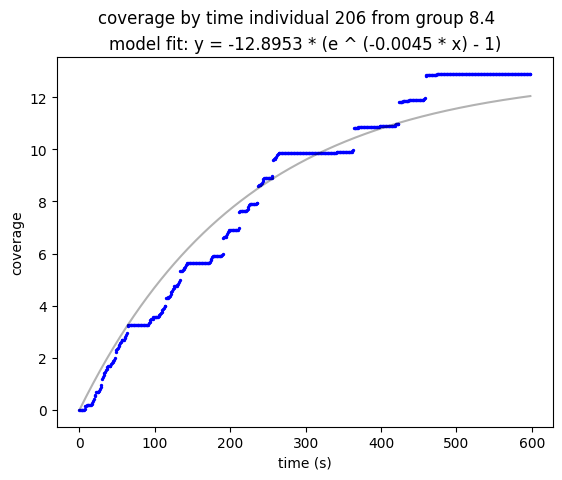 coverage by time individual 206 from group 8.4
model fit: y = -12.8953 * (e ^ (-0.0045 * x) - 1)
12
10
8
6
4
2
0
coverage
0 100 200 300 400 500 600
time (s)